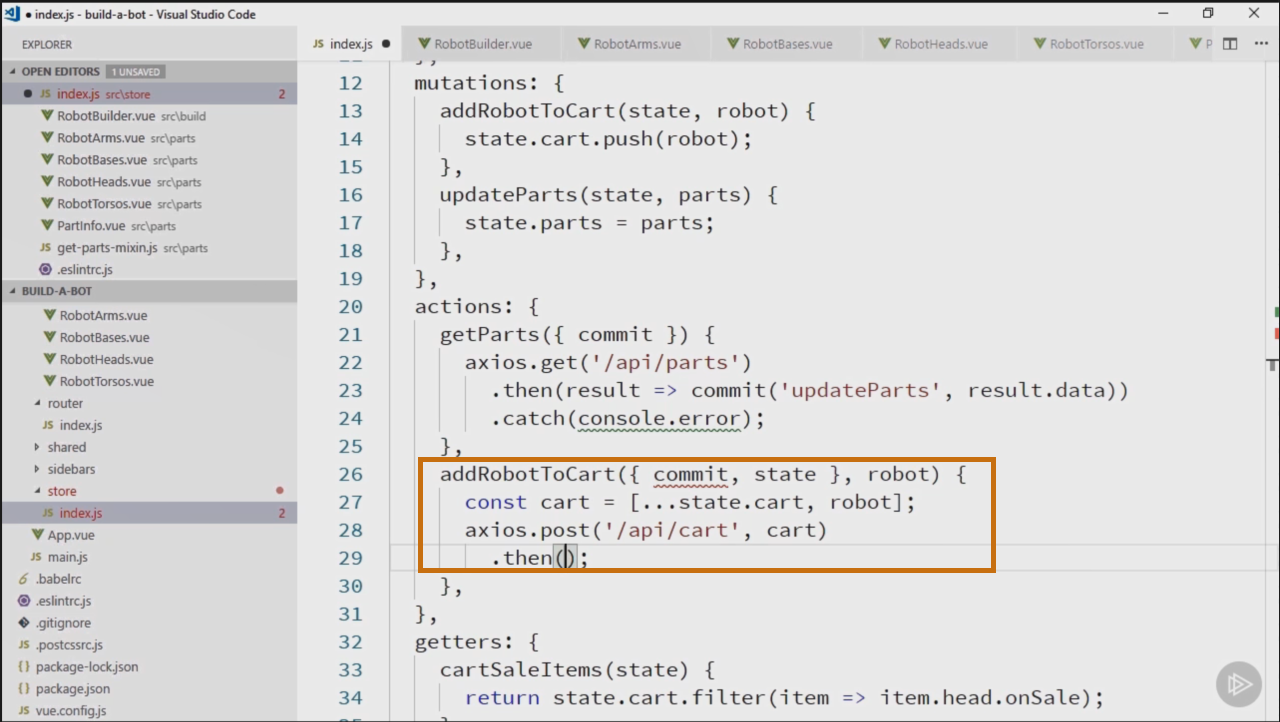 index.js - build-a-bot - Visual Studio Code
EXPLORER
OPEN EDITORS 1 UNSAVED
JS index.js src\store 2
RobotBuilder.vue src\build
RobotArms.vue src\parts
RobotBases.vue src\parts
RobotHeads.vue src\parts
RobotTorsos.vue src\parts
PartInfo.vue src\parts
JS get-parts-mixin.js src\parts
.eslintrc.js
BUILD-A-BOT
RobotArms.vue
RobotBases.vue
RobotHeads.vue
RobotTorsos.vue
router
JS index.js
shared
sidebars
store
JS index.js 2
App.vue
JS main.js
.babelrc
.eslintrc.js
.gitignore
JS .postcssrc.js
{} package-lock.json
{} package.json
JS vue.config.js
JS index.js RobotBuilder.vue RobotArms.vue RobotBases.vue RobotHeads.vue RobotTorsos.vue
12 mutations: {
13 addRobotToCart(state, robot) {
14 state.cart.push(robot);
15 },
16 updateParts(state, parts) {
17 state.parts = parts;
18 },
19 },
20 actions: {
21 getParts({ commit }) {
22 axios.get('/api/parts')
23 .then(result => commit('updateParts', result.data))
24 .catch(console.error);
25 },
26 addRobotToCart({ commit, state }, robot) {
27 const cart = [...state.cart, robot];
28 axios.post('/api/cart', cart)
29 .then();
30 },
31 },
32 getters: {
33 cartSaleItems(state) {
34 return state.cart.filter(item => item.head.onSale);